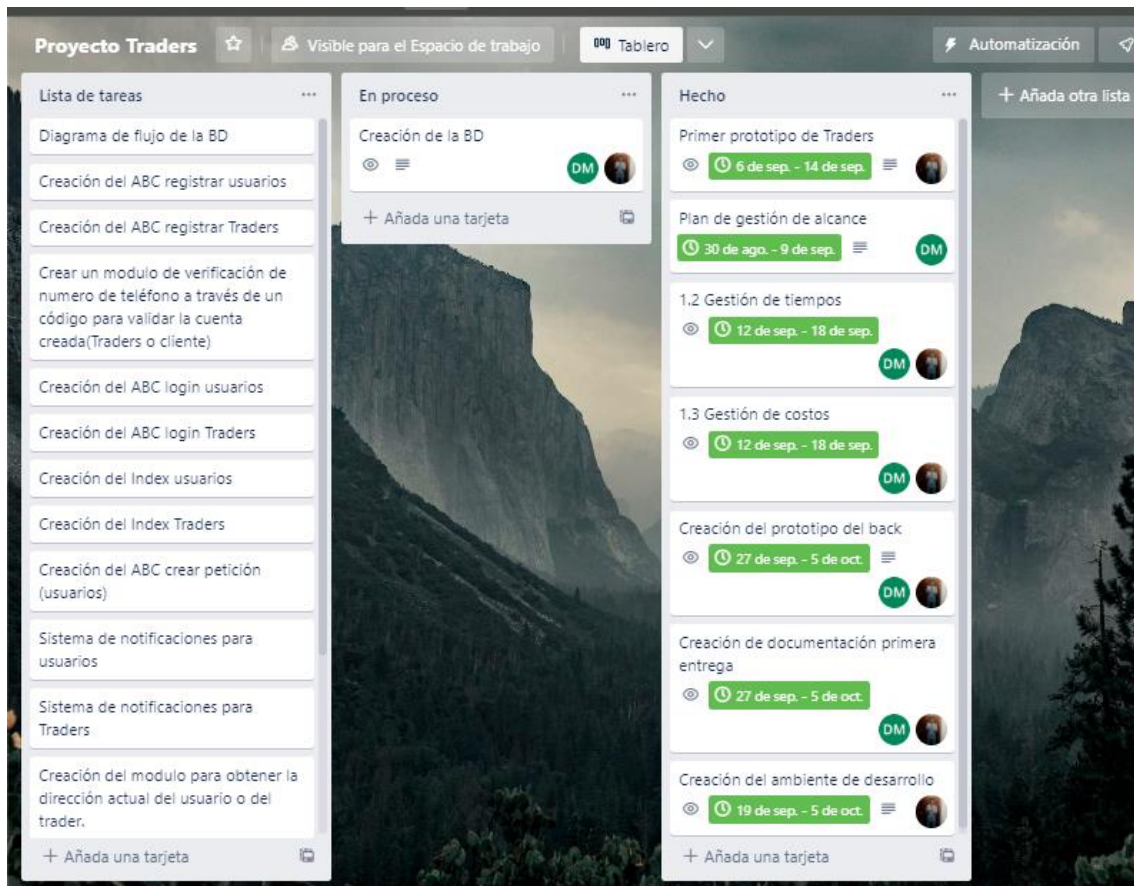 Proyecto Traders
Visible para el Espacio de trabajo
Tablero
Automatización
Lista de tareas
Diagrama de flujo de la BD
Creación del ABC registrar usuarios
Creación del ABC registrar Traders
Crear un modulo de verificación de
numero de teléfono a través de un
código para validar la cuenta
creada(Traders o cliente)
Creación del ABC login usuarios
Creación del ABC login Traders
Creación del Index usuarios
Creación del Index Traders
Creación del ABC crear petición
(usuarios)
Sistema de notificaciones para
usuarios
Sistema de notificaciones para
Traders
Creación del modulo para obtener la
dirección actual del usuario o del
trader.
+ Añada una tarjeta
En proceso
Creación de la BD
DM
+ Añada una tarjeta
Hecho
Primer prototipo de Traders
6 de sep. - 14 de sep.
Plan de gestión de alcance
30 de ago. - 9 de sep.
DM
1.2 Gestión de tiempos
12 de sep. - 18 de sep.
DM
1.3 Gestión de costos
12 de sep. - 18 de sep.
DM
Creación del prototipo del back
27 de sep. - 5 de oct.
DM
Creación de documentación primera
entrega
27 de sep. - 5 de oct.
DM
Creación del ambiente de desarrollo
19 de sep. - 5 de oct.
+ Añada una tarjeta
+ Añada otra lista